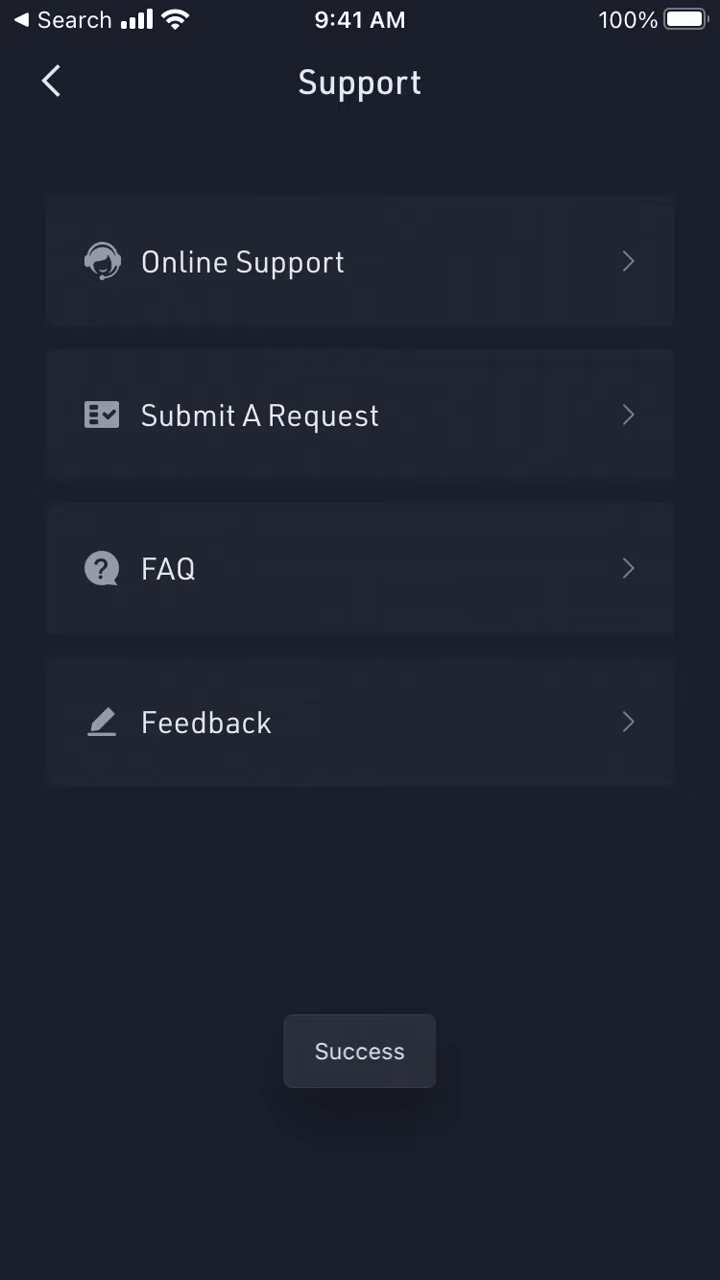 Search 9:41 AM 100%
Support
Online Support
Submit A Request
FAQ
Feedback
Success